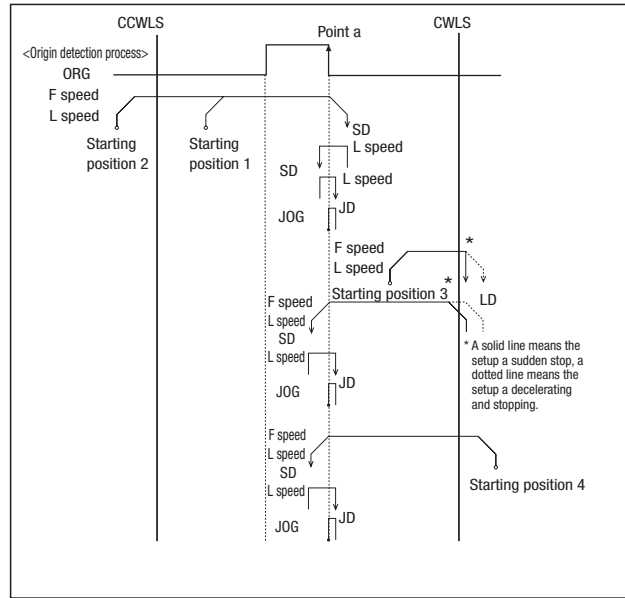 CCWLS
CWLS
Point a
<Origin detection process>
ORG
F speed
L speed
SD
Starting
position 2
Starting
position 1
L speed
SD
L speed
JOG
JD
F speed
*
L speed
Starting position 3
*
LD
F speed
L speed
SD
L speed
* A solid line means the
setup a sudden stop, a
dotted line means the
setup a decelerating
and stopping.
JOG
JD
F speed
L speed
SD
L speed
Starting position 4
JOG
JD